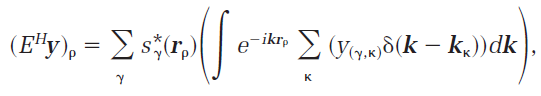 (E^H y)_ρ = ∑_γ s*_γ(r_ρ) ( ∫ e^{-ikr_ρ} ∑_κ (y_{(γ,κ)} δ(k − k_κ)) dk ),